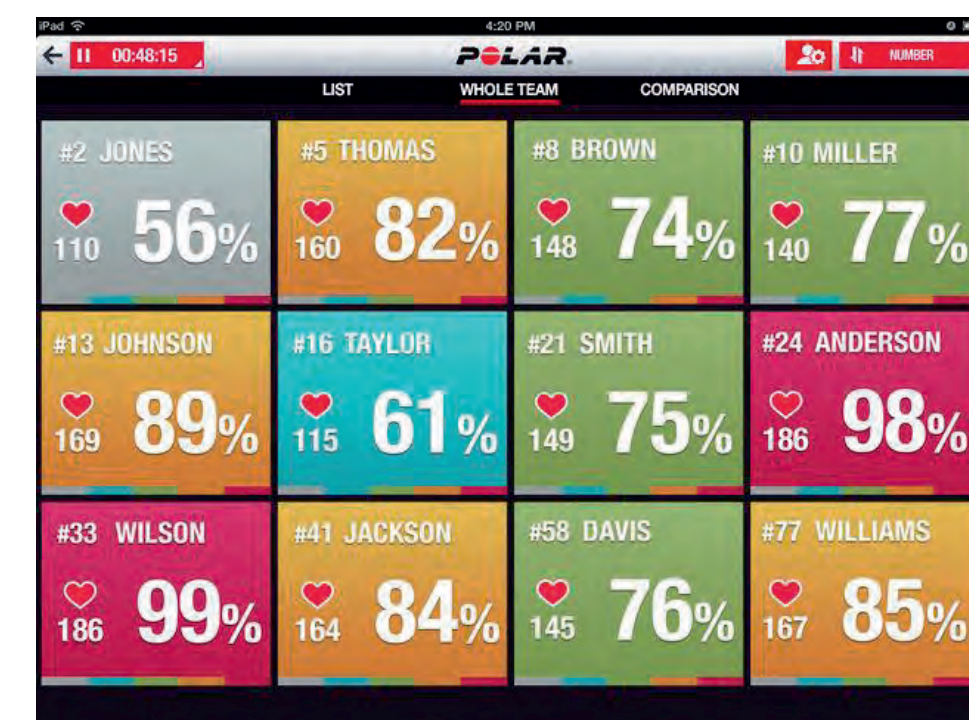 iPad 4:20 PM
00:48:15 POLAR NUMBER
LIST WHOLE TEAM COMPARISON
#2 JONES #5 THOMAS #8 BROWN #10 MILLER
110 56% 160 82% 148 74% 140 77%
#13 JOHNSON #16 TAYLOR #21 SMITH #24 ANDERSON
169 89% 115 61% 149 75% 186 98%
#33 WILSON #41 JACKSON #58 DAVIS #77 WILLIAMS
186 99% 164 84% 145 76% 167 85%